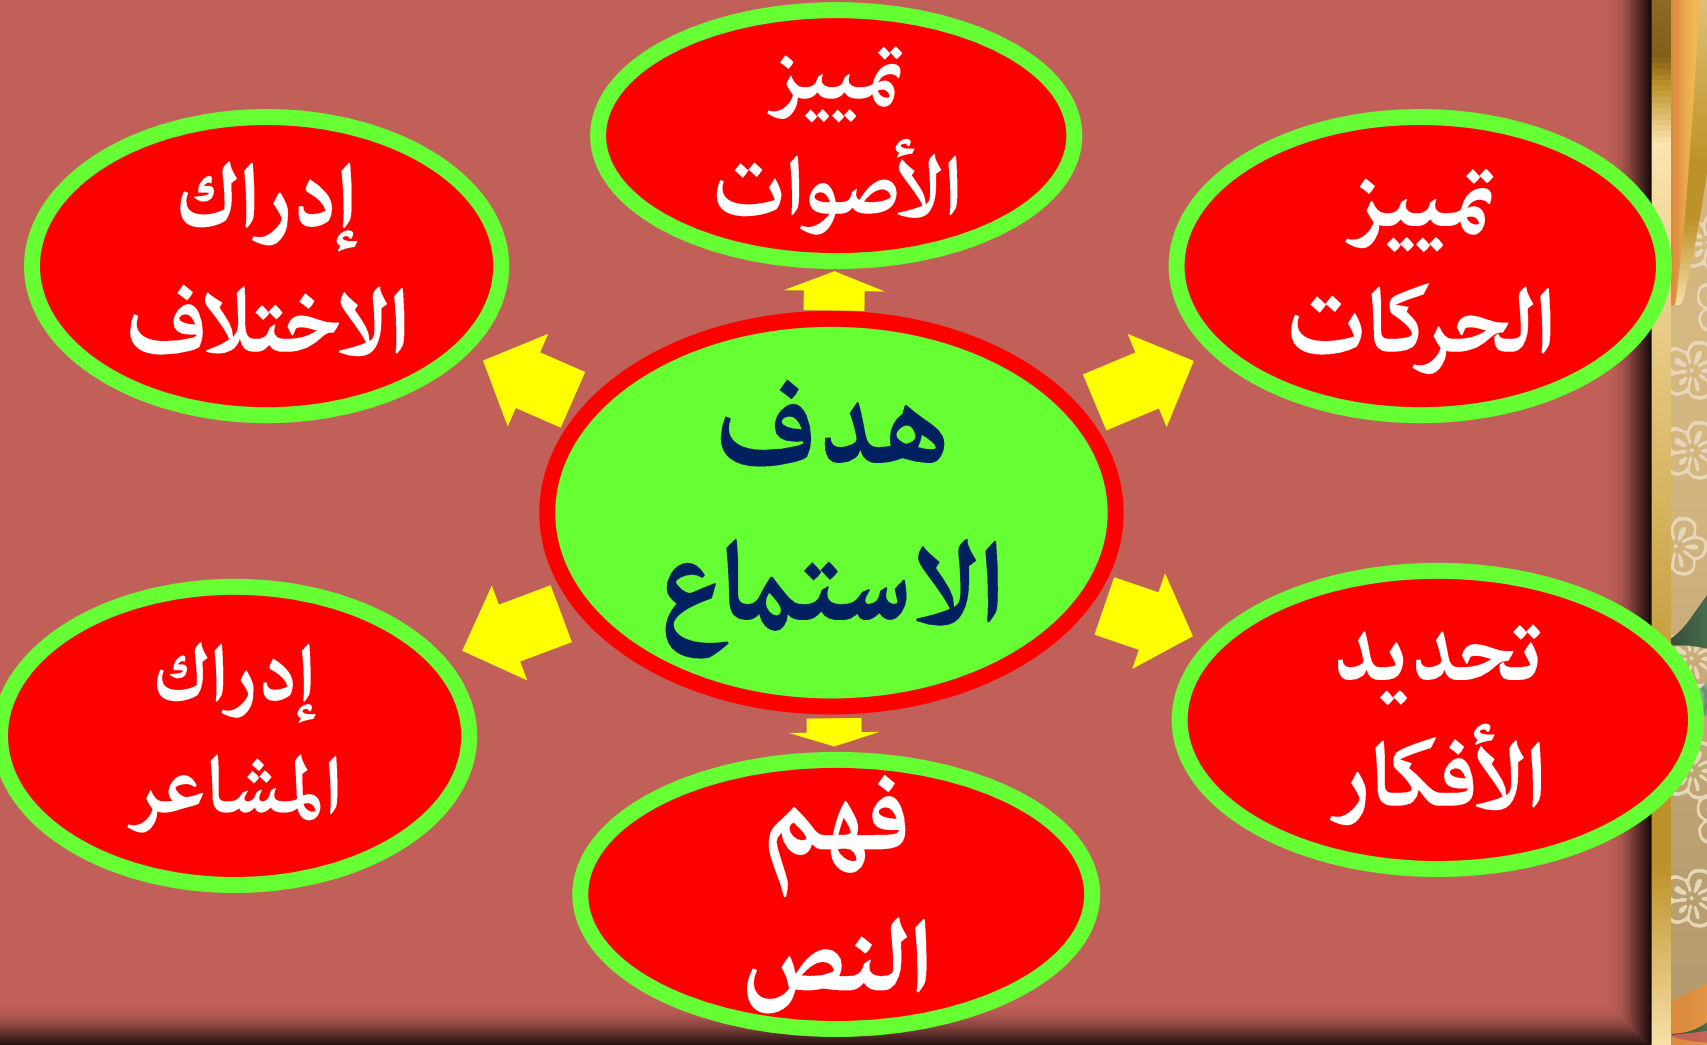 تمييز
الأصوات
تمييز
الحركات
إدراك
الاختلاف
هدف
الاستماع
تحديد
الأفكار
إدراك
المشاعر
فهم
النص